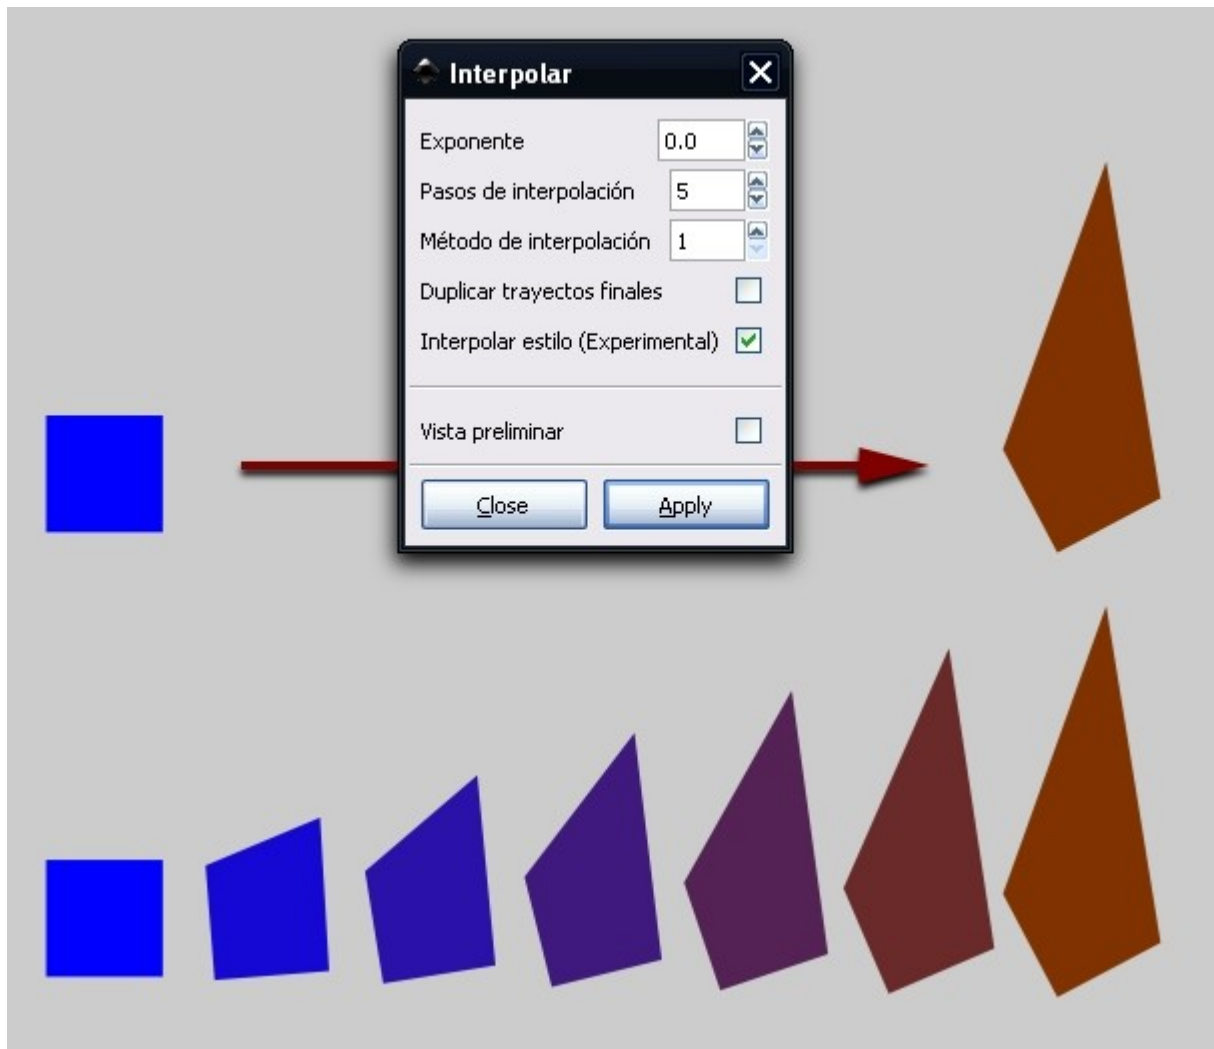 Interpolar
Exponente 0.0
Pasos de interpolación 5
Método de interpolación 1
Duplicar trayectos finales
Interpolar estilo (Experimental)
Vista preliminar
Close Apply